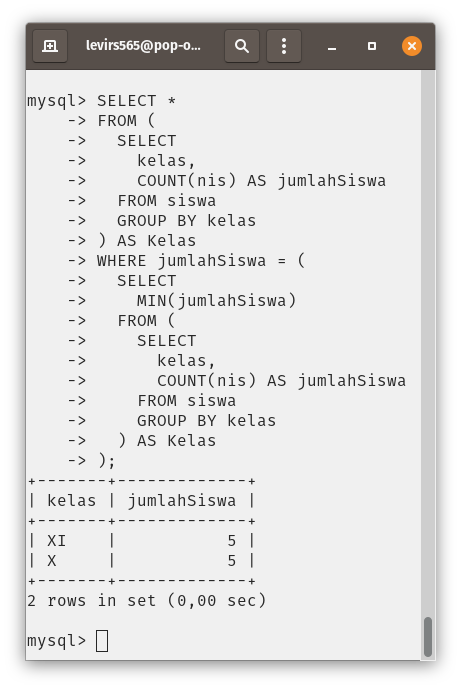 levirs565@pop-o...
mysql> SELECT *
    -> FROM (
    ->   SELECT
    ->     kelas,
    ->     COUNT(nis) AS jumlahSiswa
    ->   FROM siswa
    ->   GROUP BY kelas
    -> ) AS Kelas
    -> WHERE jumlahSiswa = (
    ->   SELECT
    ->     MIN(jumlahSiswa)
    ->   FROM (
    ->     SELECT
    ->       kelas,
    ->       COUNT(nis) AS jumlahSiswa
    ->     FROM siswa
    ->     GROUP BY kelas
    ->   ) AS Kelas
    -> );
+-------+-------------+
| kelas | jumlahSiswa |
+-------+-------------+
| XI    |           5 |
| X     |           5 |
+-------+-------------+
2 rows in set (0,00 sec)
mysql>